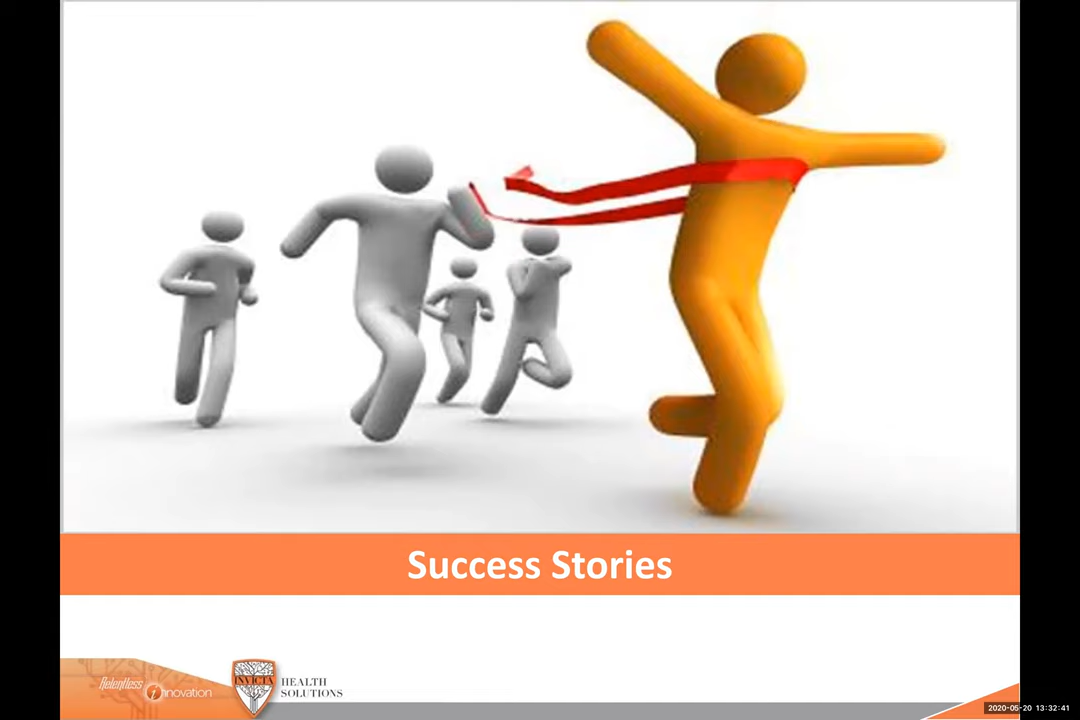 Success Stories
Relentless
innovation
INVICTA
HEALTH
SOLUTIONS
2020-05-20 13:32:41